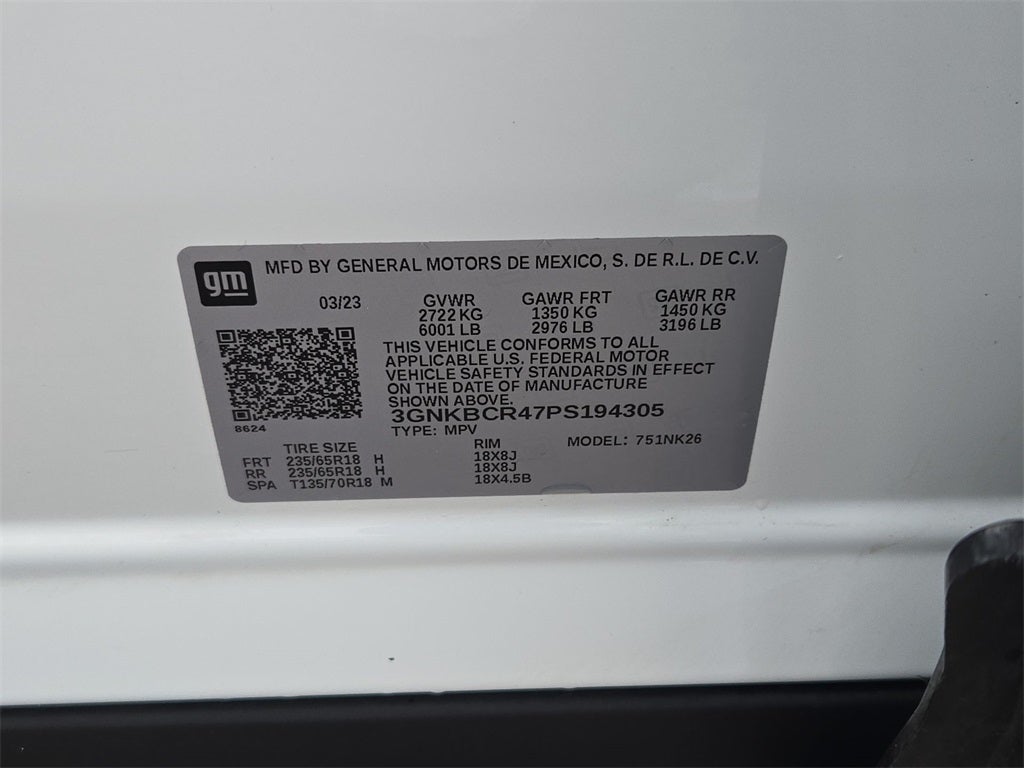 gm MFD BY GENERAL MOTORS DE MEXICO, S. DE R.L. DE C.V.
03/23 GVWR GAWR FRT GAWR RR
2722 KG 1350 KG 1450 KG
6001 LB 2976 LB 3196 LB
THIS VEHICLE CONFORMS TO ALL
APPLICABLE U.S. FEDERAL MOTOR
VEHICLE SAFETY STANDARDS IN EFFECT
ON THE DATE OF MANUFACTURE
SHOWN ABOVE.
3GNKBCR47PS194305
8624 TYPE: MPV MODEL: 751NK26
TIRE SIZE RIM
FRT 235/65R18 H 18X8J
RR 235/65R18 H 18X8J
SPA T135/70R18 M 18X4.5B